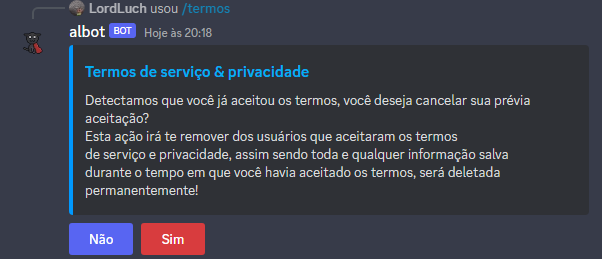 LordLuch usou /termos
albot BOT Hoje às 20:18
Termos de serviço & privacidade
Detectamos que você já aceitou os termos, você deseja cancelar sua prévia
aceitação?
Esta ação irá te remover dos usuários que aceitaram os termos
de serviço e privacidade, assim sendo toda e qualquer informação salva
durante o tempo em que você havia aceitado os termos, será deletada
permanentemente!
Não Sim